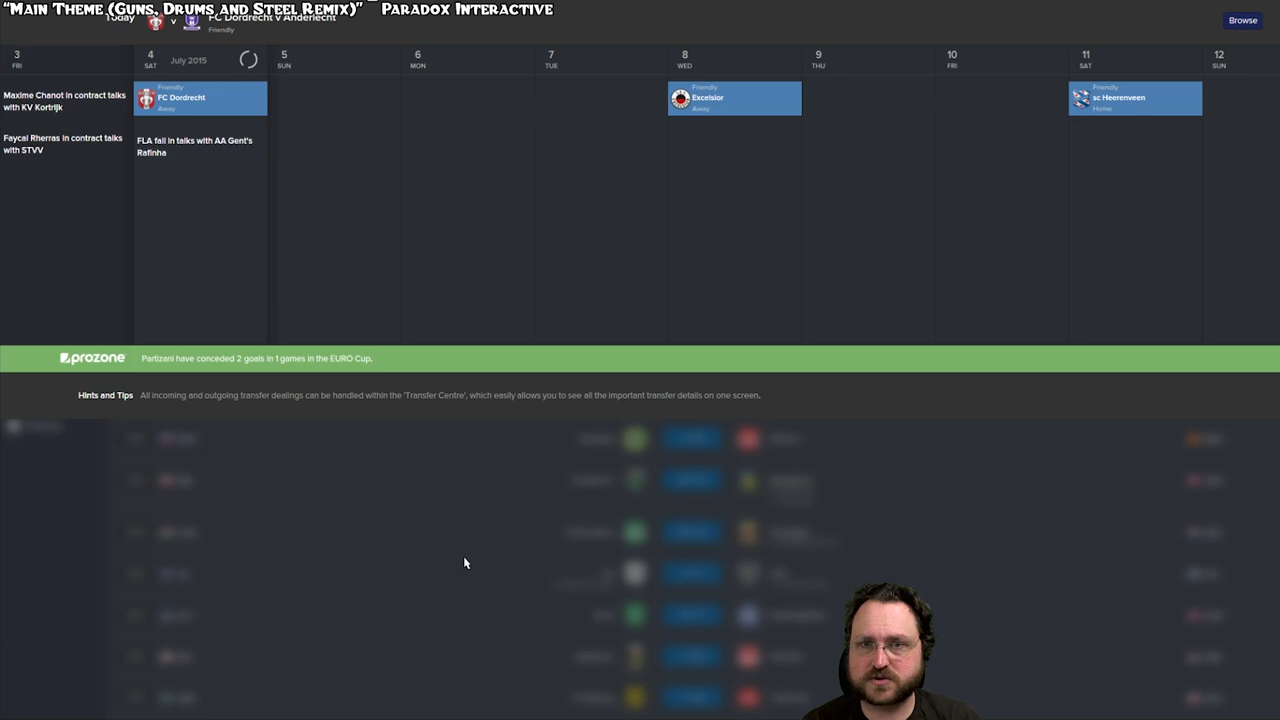 “Main Theme (Guns, Drums and Steel Remix)” – Paradox Interactive
Today v FC Dordrecht v Anderlecht
Friendly
Browse
3 FRI
4 SAT July 2015
5 SUN
6 MON
7 TUE
8 WED
9 THU
10 FRI
11 SAT
12 SUN
Maxime Chanot in contract talks
with KV Kortrijk
Faycal Rherras in contract talks
with STVV
Friendly
FC Dordrecht
Away
FLA fail in talks with AA Gent's
Rafinha
Friendly
Excelsior
Away
Friendly
sc Heerenveen
Home
prozone Partizani have conceded 2 goals in 1 games in the EURO Cup.
Hints and Tips All incoming and outgoing transfer dealings can be handled within the 'Transfer Centre', which easily allows you to see all the important transfer details on one screen.